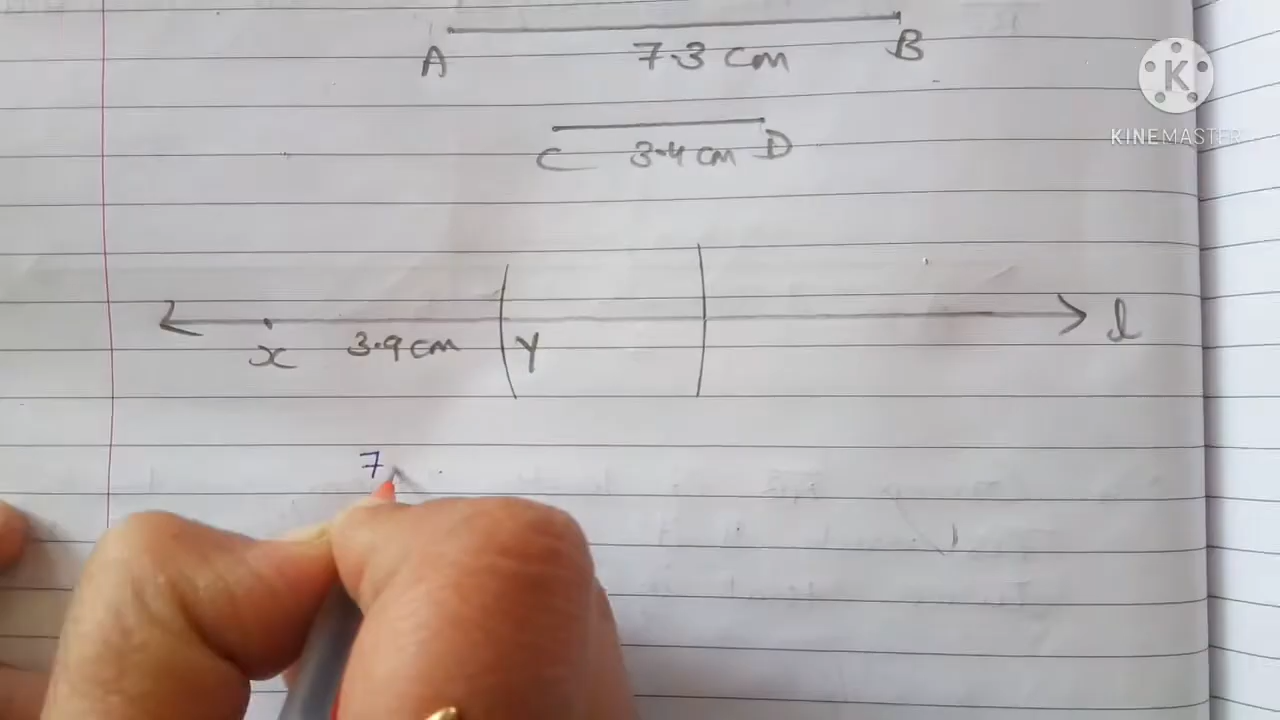 A 7.3 cm B
K
KINEMASTER
C 3.4 cm D
x 3.9 cm Y l
7